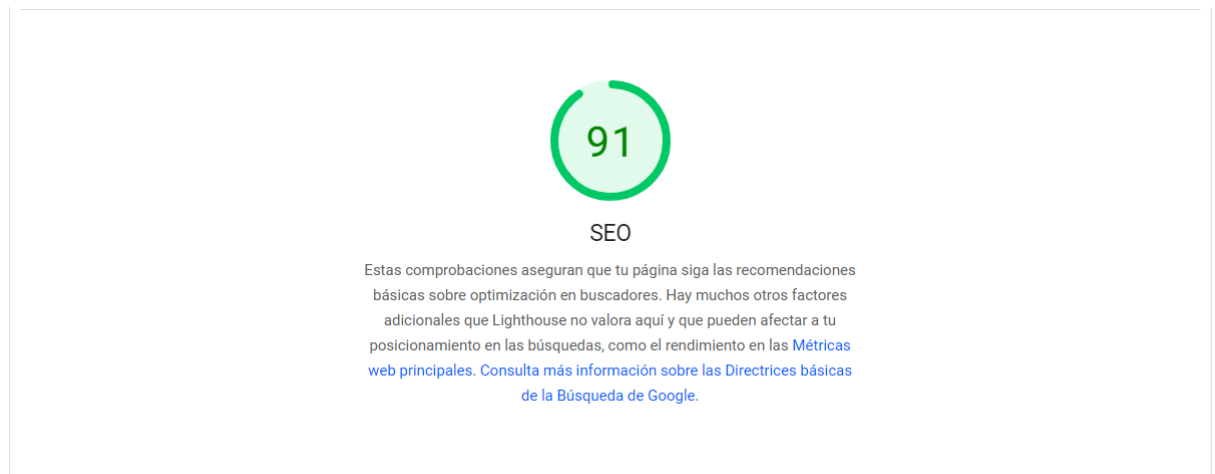 91
SEO
Estas comprobaciones aseguran que tu página siga las recomendaciones
básicas sobre optimización en buscadores. Hay muchos otros factores
adicionales que Lighthouse no valora aquí y que pueden afectar a tu
posicionamiento en las búsquedas, como el rendimiento en las Métricas
web principales. Consulta más información sobre las Directrices básicas
de la Búsqueda de Google.